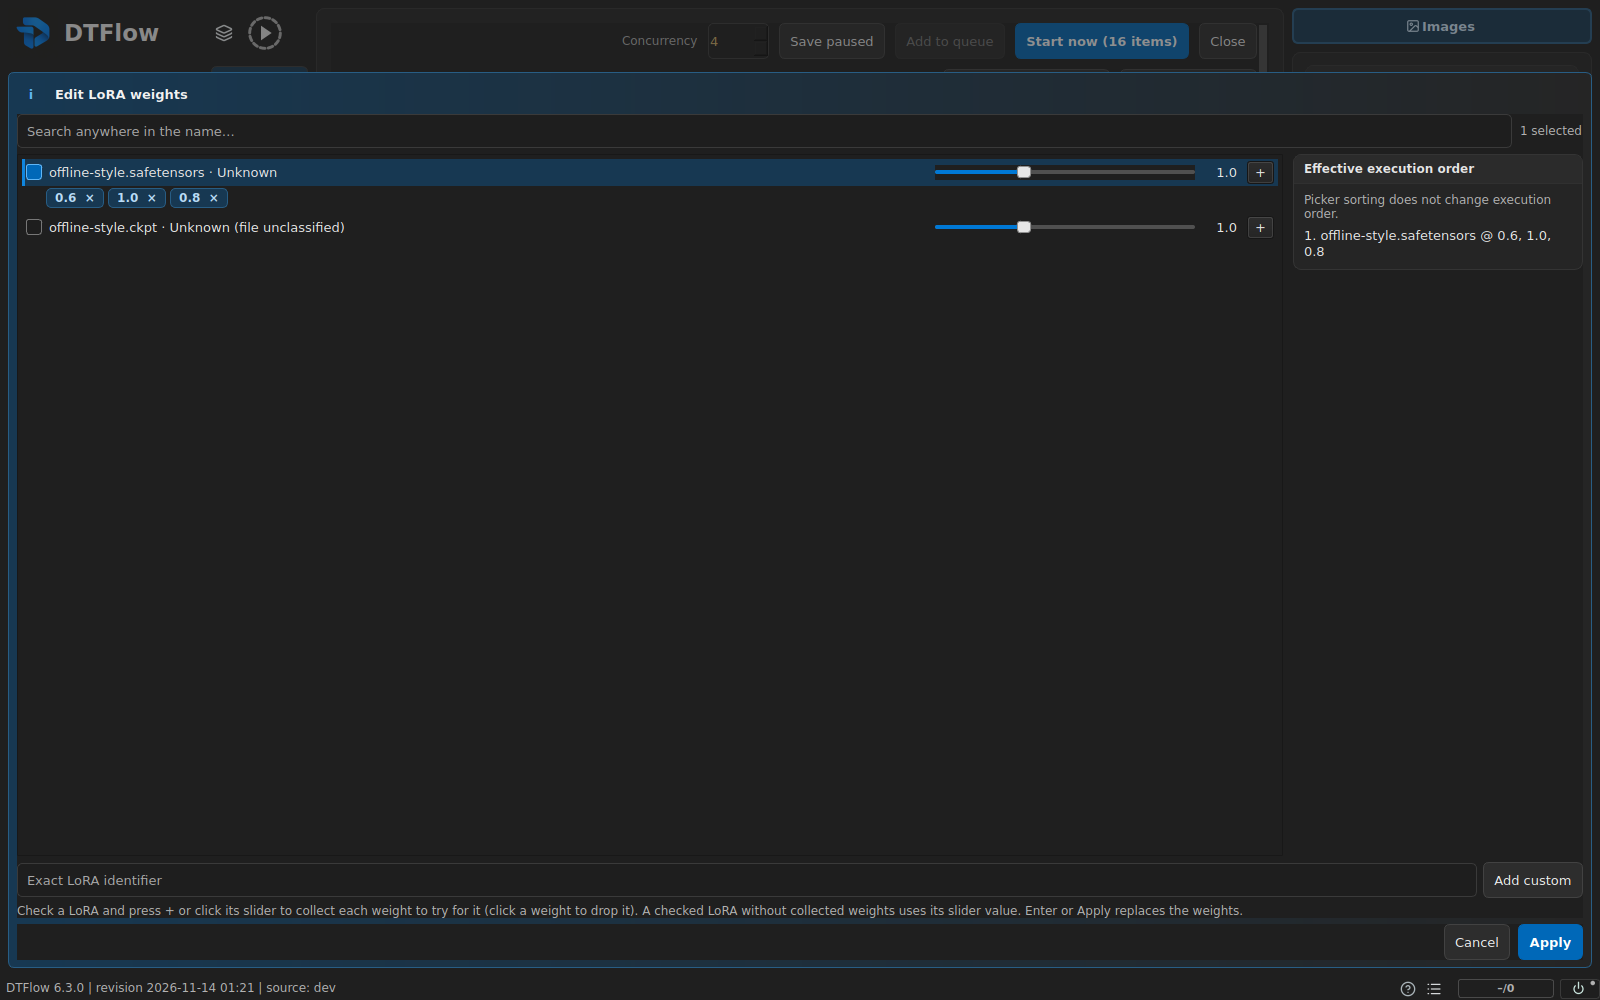 DTFlow
Concurrency 4 Save paused Add to queue Start now (16 items) Close
Images
i Edit LoRA weights
Search anywhere in the name...
1 selected
offline-style.safetensors · Unknown 1.0 +
0.6 × 1.0 × 0.8 ×
offline-style.ckpt · Unknown (file unclassified) 1.0 +
Effective execution order
Picker sorting does not change execution
order.
1. offline-style.safetensors @ 0.6, 1.0,
0.8
Exact LoRA identifier
Add custom
Check a LoRA and press + or click its slider to collect each weight to try for it (click a weight to drop it). A checked LoRA without collected weights uses its slider value. Enter or Apply replaces the weights.
Cancel Apply
DTFlow 6.3.0 | revision 2026-11-14 01:21 | source: dev
–/0